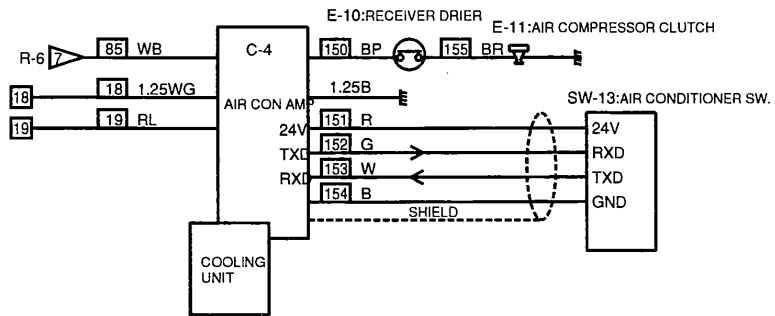 E-10:RECEIVER DRIER
E-11:AIR COMPRESSOR CLUTCH
R-6 7 85 WB C-4 150 BP 155 BR
18 18 1.25WG AIR CON AMP 1.25B
SW-13:AIR CONDITIONER SW.
19 19 RL 24V 151 R 24V
TXD 152 G RXD
RXD 153 W TXD
154 B GND
SHIELD
COOLING
UNIT